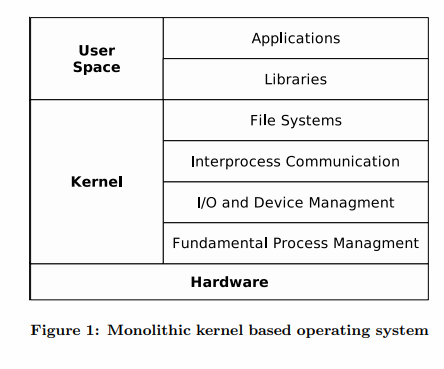 User
Space
Applications
Libraries
Kernel
File Systems
Interprocess Communication
I/O and Device Managment
Fundamental Process Managment
Hardware
Figure 1: Monolithic kernel based operating system